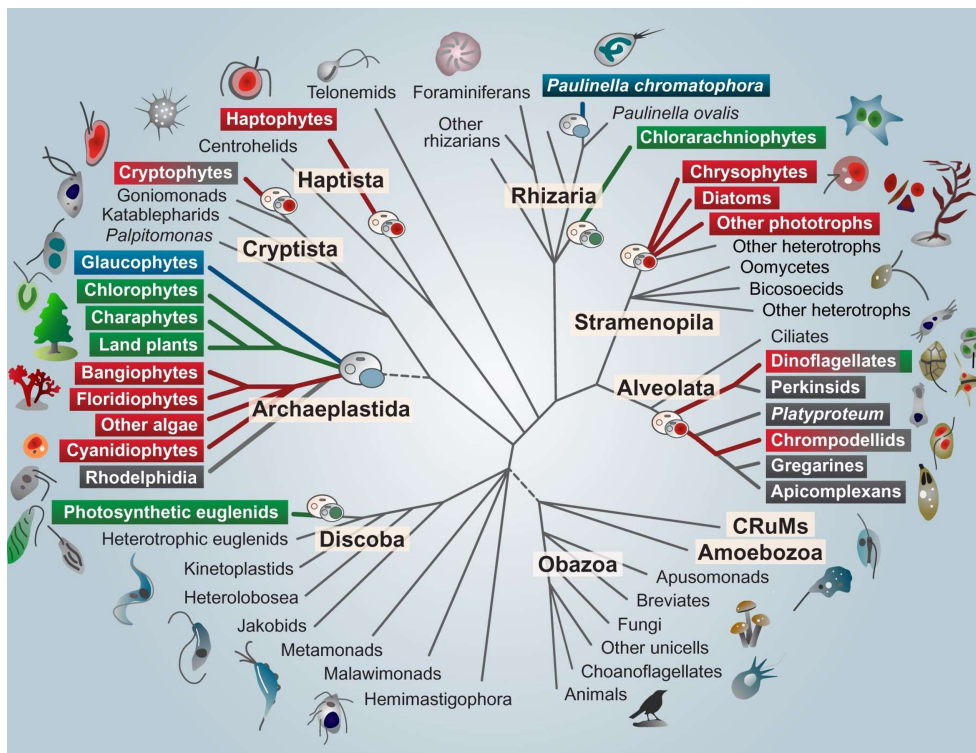 Telonemids
Foraminiferans
Paulinella chromatophora
Paulinella ovalis
Haptophytes
Other
rhizarians
Chlorarachniophytes
Centrohelids
Cryptophytes
Haptista
Rhizaria
Chrysophytes
Goniomonads
Diatoms
Katablepharids
Other phototrophs
Palpitomonas
Cryptista
Other heterotrophs
Glaucophytes
Oomycetes
Chlorophytes
Bicosoecids
Charaphytes
Stramenopila
Other heterotrophs
Land plants
Ciliates
Bangiophytes
Alveolata
Dinoflagellates
Floridiophytes
Archaeplastida
Perkinsids
Other algae
Platyproteum
Cyanidiophytes
Chrompodellids
Rhodelphidia
Gregarines
Apicomplexans
Photosynthetic euglenids
CRuMs
Heterotrophic euglenids
Discoba
Amoebozoa
Kinetoplastids
Obazoa
Apusomonads
Heterolobosea
Breviates
Jakobids
Fungi
Metamonads
Other unicells
Malawimonads
Choanoflagellates
Hemimastigophora
Animals